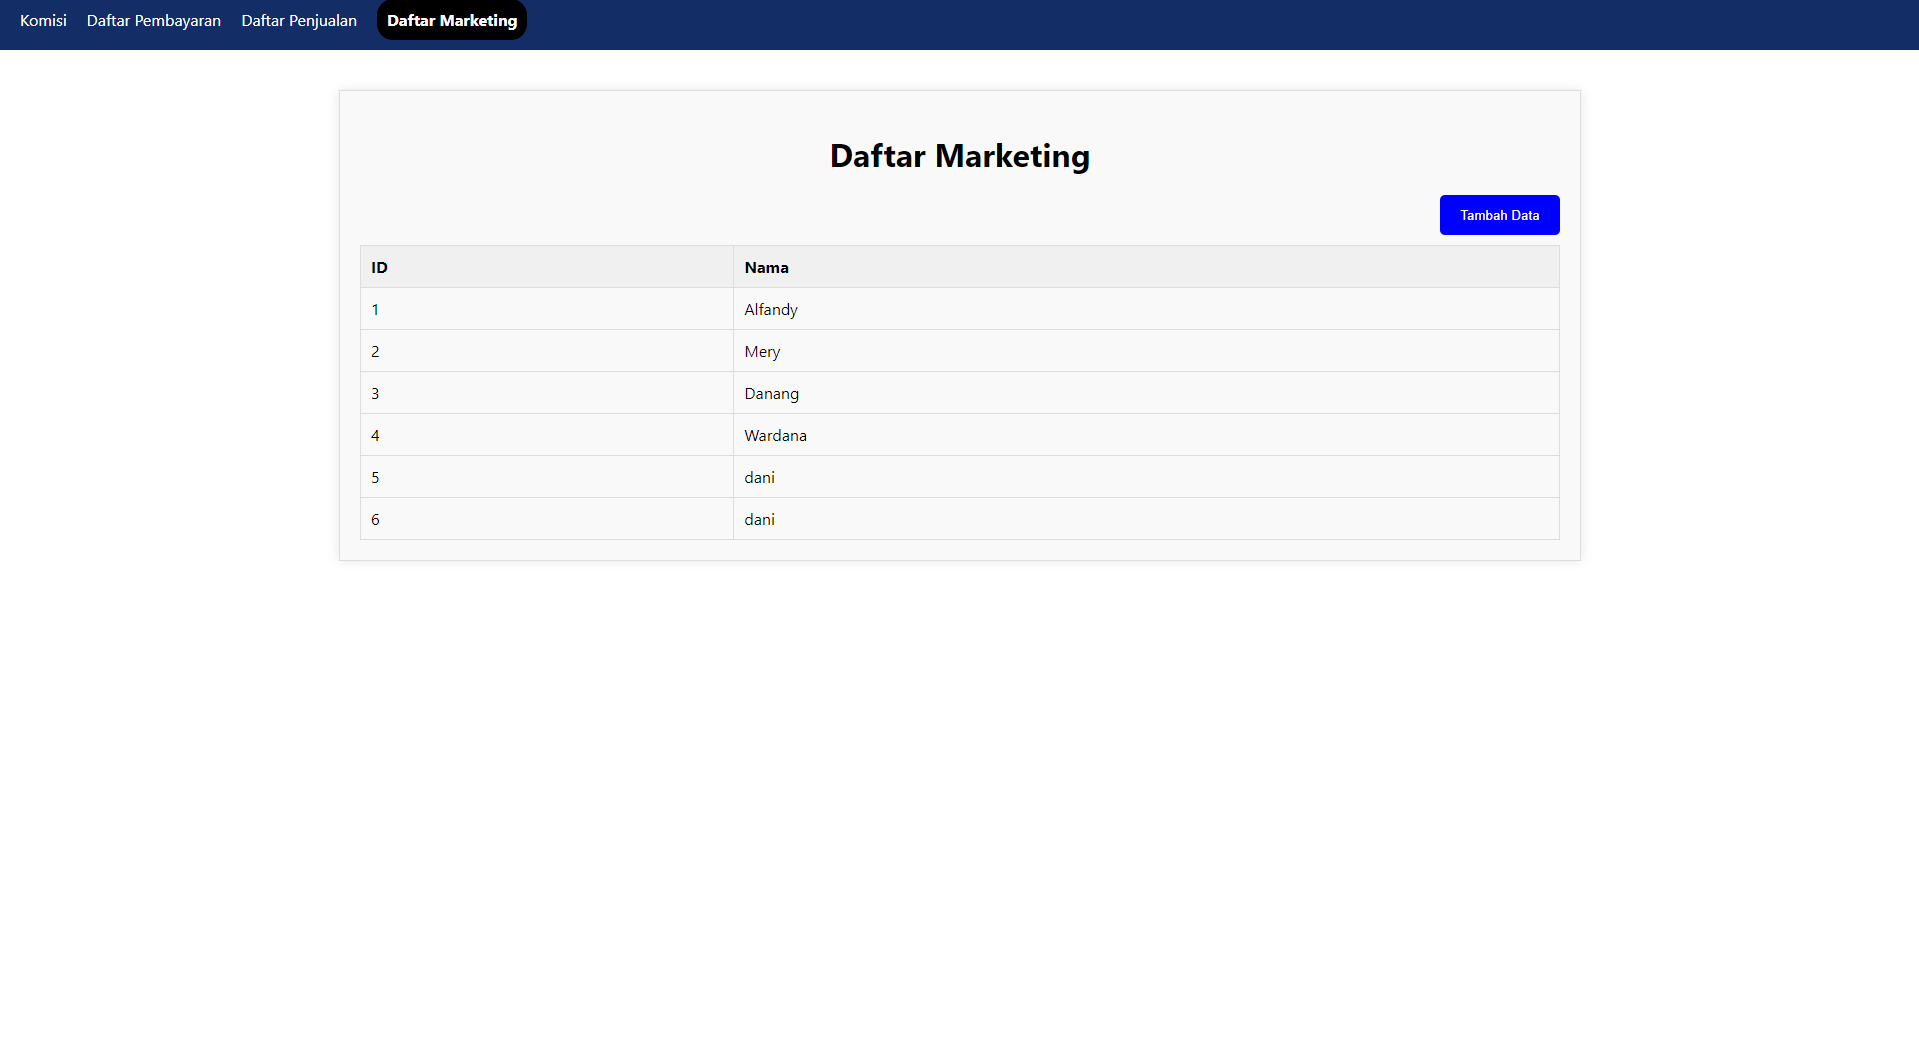 Komisi Daftar Pembayaran Daftar Penjualan Daftar Marketing
Daftar Marketing
Tambah Data
ID Nama
1 Alfandy
2 Mery
3 Danang
4 Wardana
5 dani
6 dani